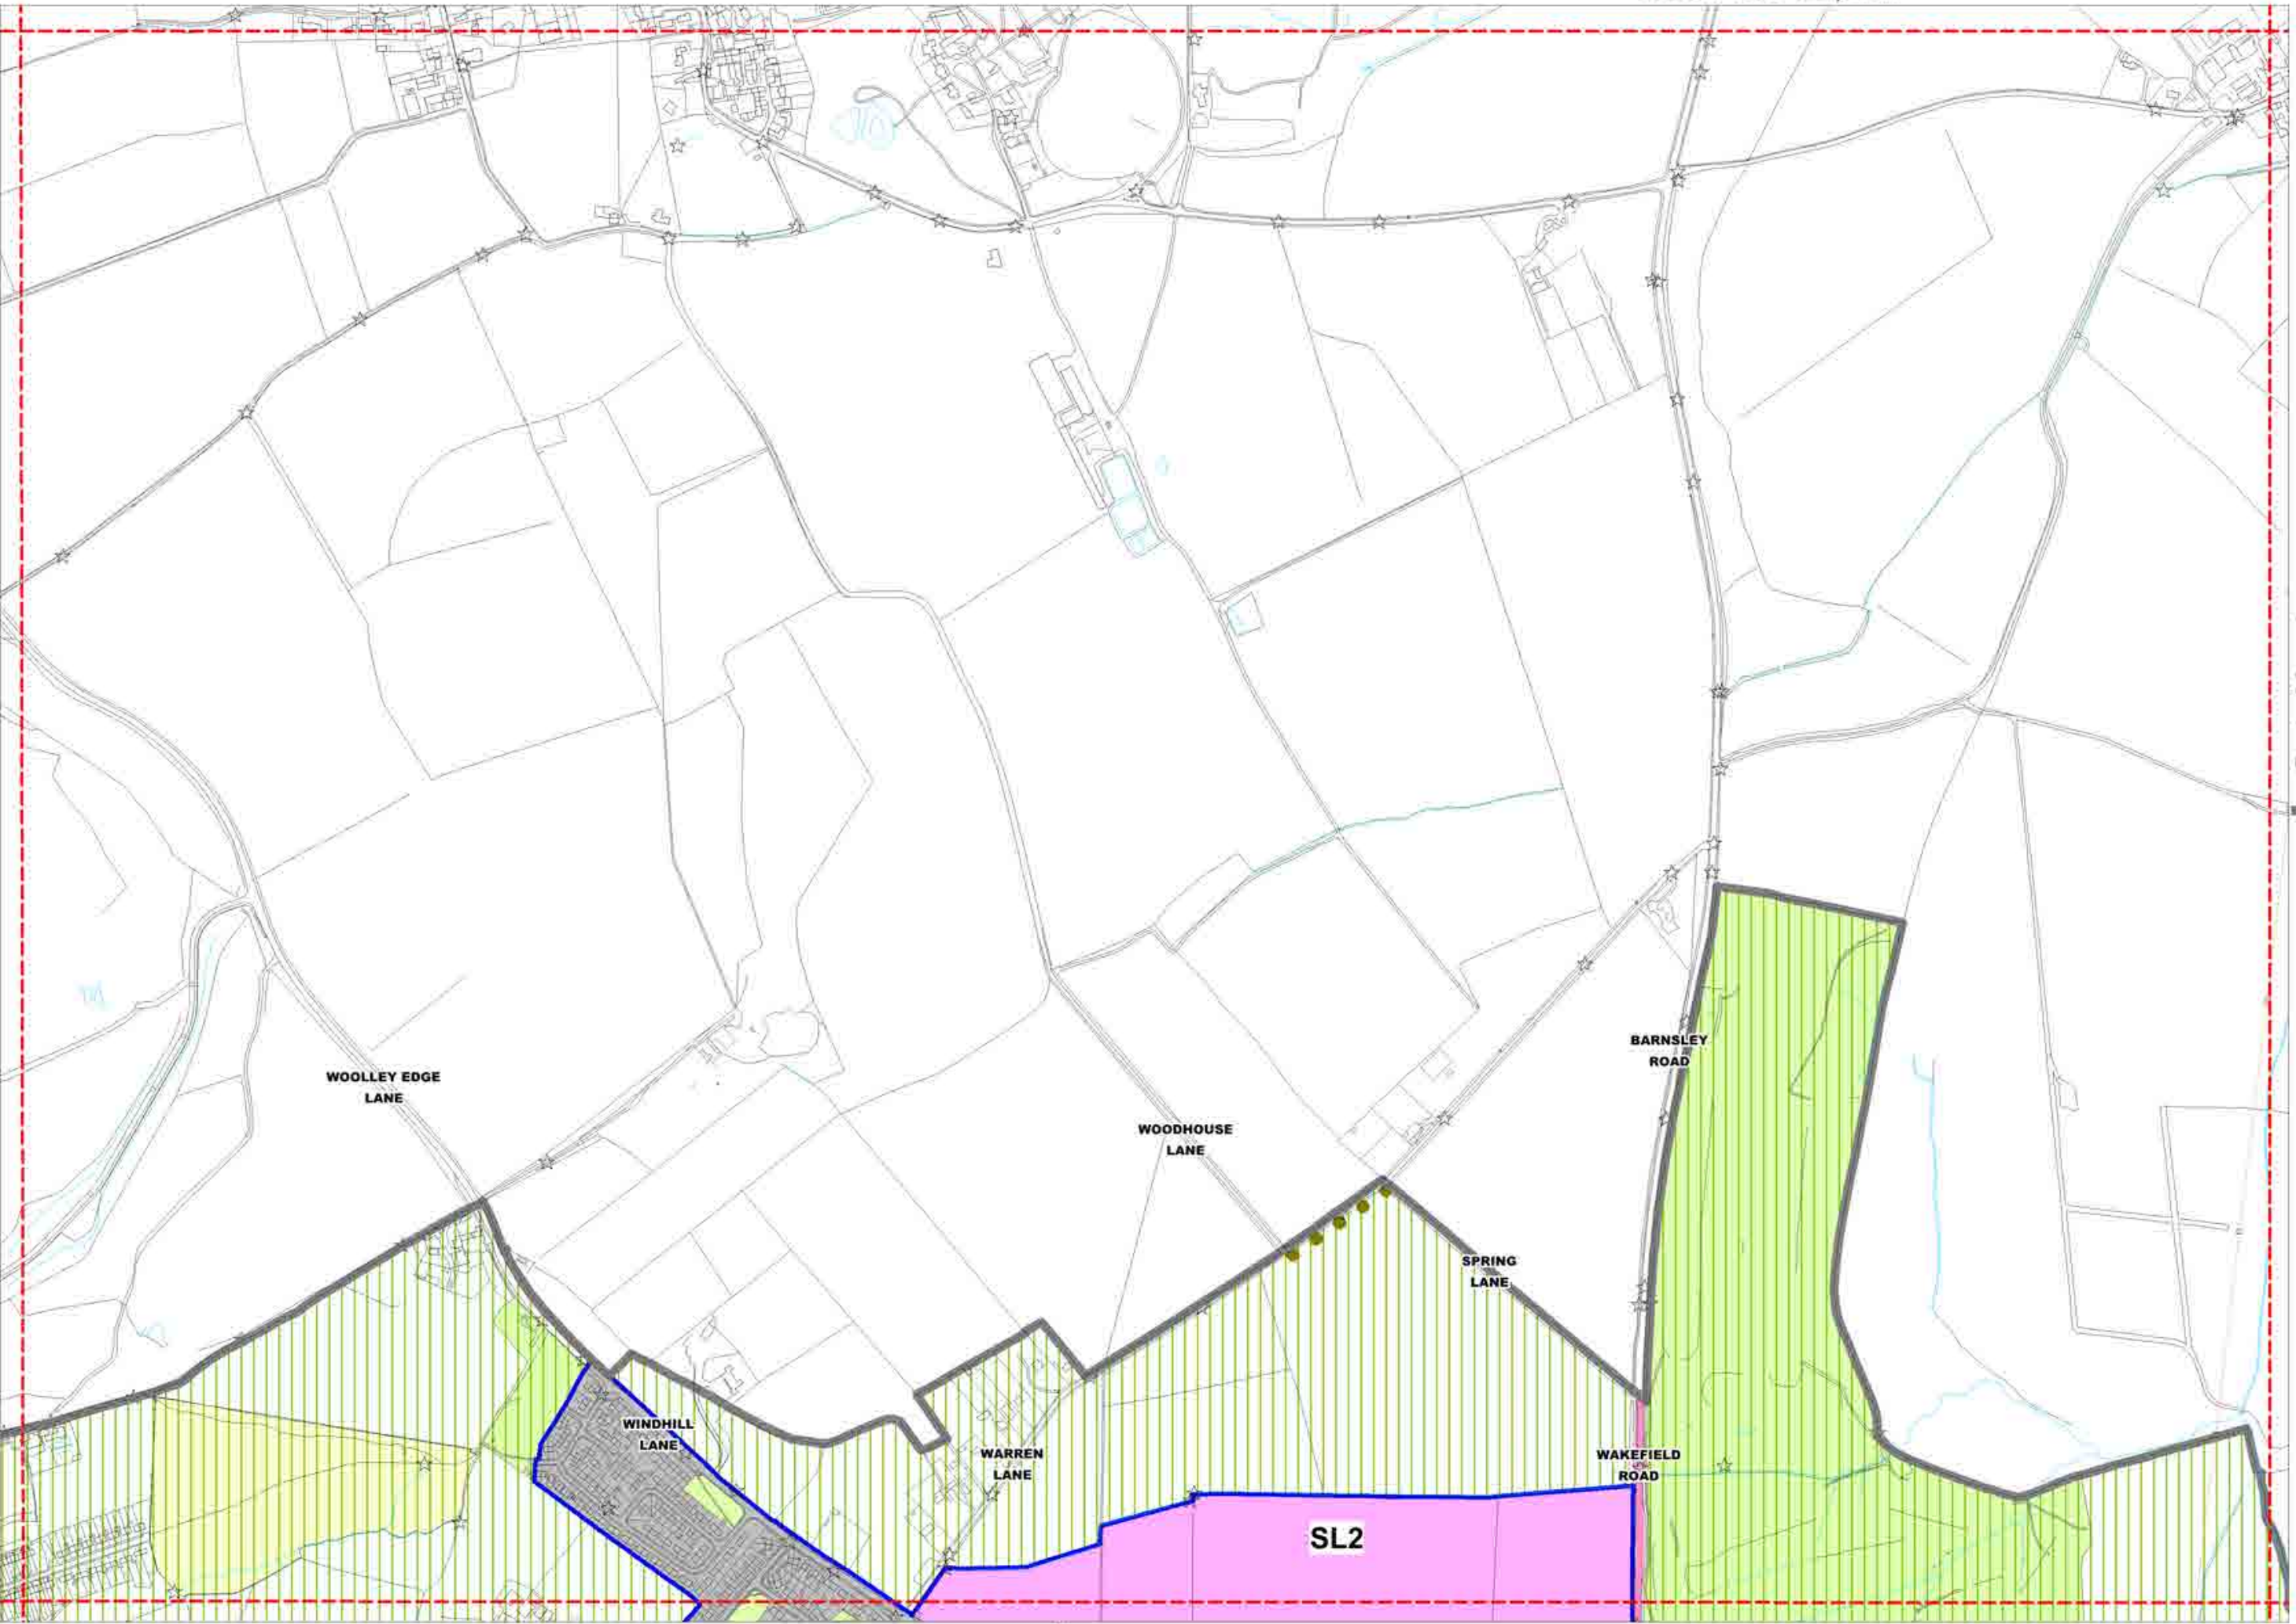 BARNSLEY
ROAD
WOOLLEY EDGE
LANE
WOODHOUSE
LANE
SPRING
LANE
WINDHILL
LANE
WARREN
LANE
WAKEFIELD
ROAD
SL2